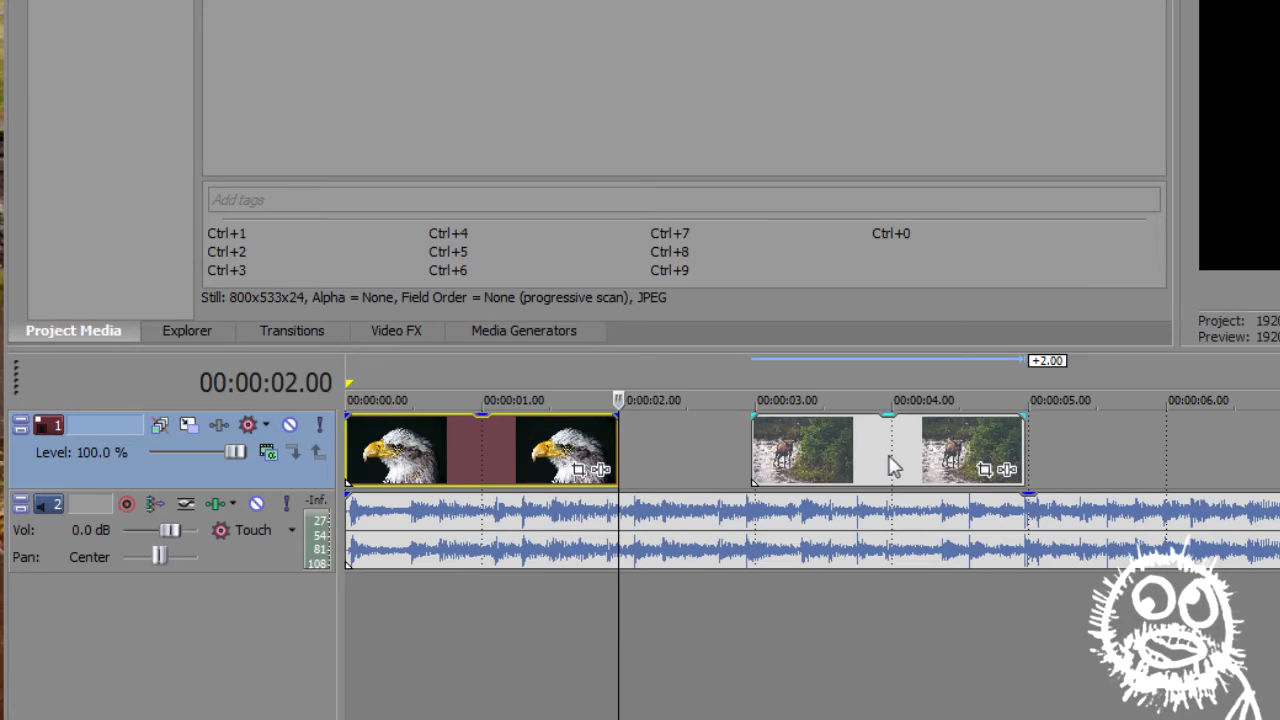 Add tags
Ctrl+1 Ctrl+4 Ctrl+7 Ctrl+0
Ctrl+2 Ctrl+5 Ctrl+8
Ctrl+3 Ctrl+6 Ctrl+9
Still: 800x533x24, Alpha = None, Field Order = None (progressive scan), JPEG
Project: 192
Preview: 192
Project Media Explorer Transitions Video FX Media Generators
+2.00
00:00:02.00
00:00:00.00 00:00:01.00 00:00:02.00 00:00:03.00 00:00:04.00 00:00:05.00 00:00:06.00
1
Level: 100.0 %
2
-Inf.
Vol: 0.0 dB Touch
27
54
81
108
Pan: Center